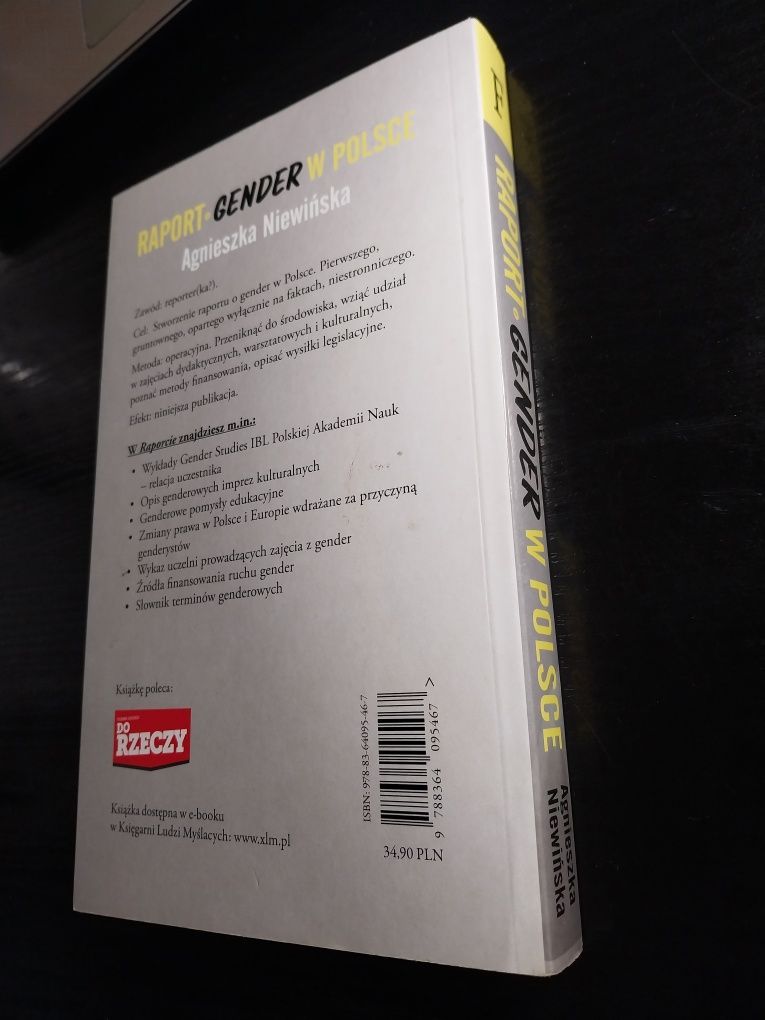 RAPORT•GENDER W POLSCE
Agnieszka Niewińska
Zawód: reporter(ka?).
Cel: Stworzenie raportu o gender w Polsce. Pierwszego,
gruntownego, opartego wyłącznie na faktach, niestronniczego.
Metoda: operacyjna. Przeniknąć do środowiska, wziąć udział
w zajęciach dydaktycznych, warsztatowych i kulturalnych,
poznać metody finansowania, opisać wysiłki legislacyjne.
Efekt: niniejsza publikacja.
W Raporcie znajdziesz m.in.:
• Wykłady Gender Studies IBL Polskiej Akademii Nauk
– relacja uczestnika
• Opis genderowych imprez kulturalnych
• Genderowe pomysły edukacyjne
• Zmiany prawa w Polsce i Europie wdrażane za przyczyną
genderystów
• Wykaz uczelni prowadzących zajęcia z gender
• Źródła finansowania ruchu gender
• Słownik terminów genderowych
Książkę poleca:
DO
RZECZY
Książka dostępna w e-booku
w Księgarni Ludzi Myślacych: www.xlm.pl
ISBN: 978-83-64095-46-7
9 788364 095467 >
34,90 PLN
F
RAPORT•GENDER W POLSCE
Agnieszka
Niewińska